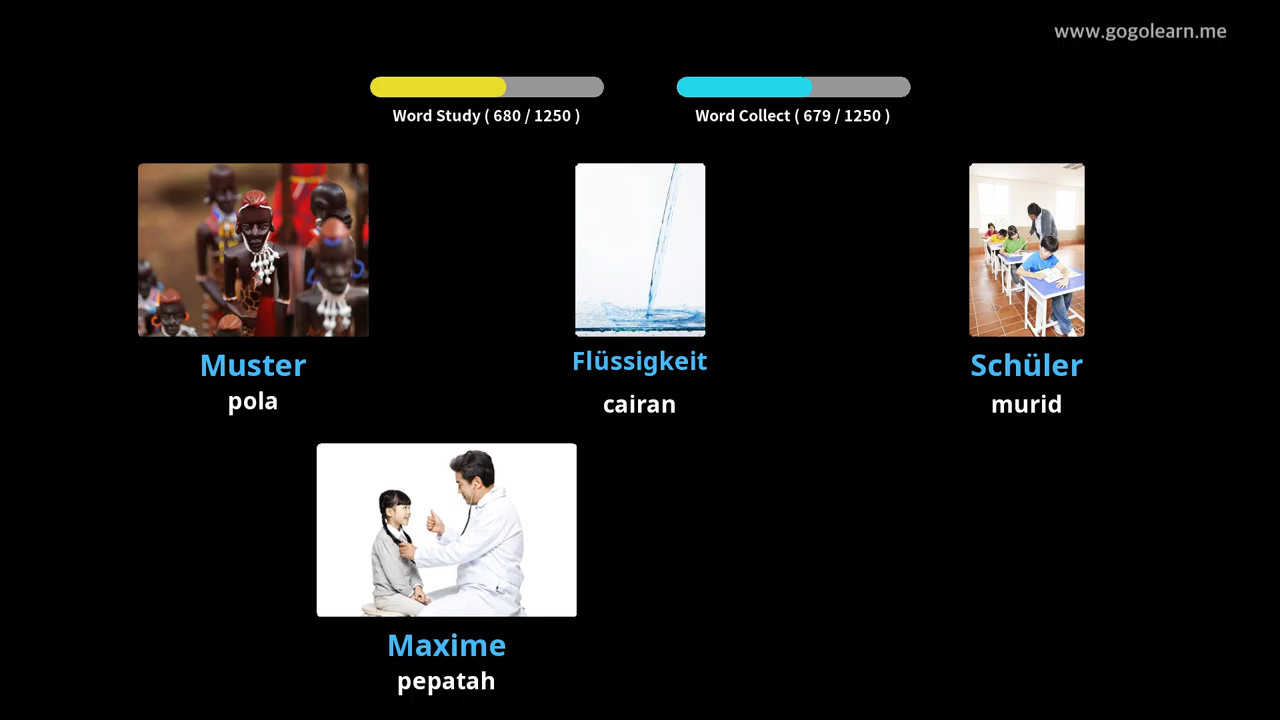 www.gogolearn.me
Word Study ( 680 / 1250 )
Word Collect ( 679 / 1250 )
Muster
pola
Flüssigkeit
cairan
Schüler
murid
Maxime
pepatah